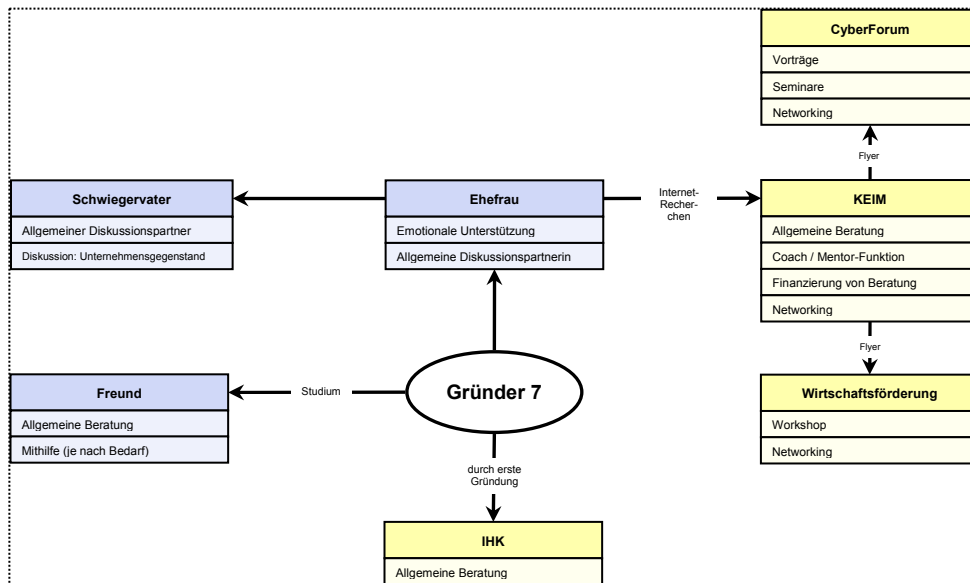 CyberForum
Vorträge
Seminare
Networking
Flyer
Schwiegervater
Allgemeiner Diskussionspartner
Diskussion: Unternehmensgegenstand
Ehefrau
Emotionale Unterstützung
Allgemeine Diskussionspartnerin
Internet-
Recher-
chen
KEIM
Allgemeine Beratung
Coach / Mentor-Funktion
Finanzierung von Beratung
Networking
Flyer
Freund
Allgemeine Beratung
Mithilfe (je nach Bedarf)
Studium
Gründer 7
Wirtschaftsförderung
Workshop
Networking
durch erste
Gründung
IHK
Allgemeine Beratung